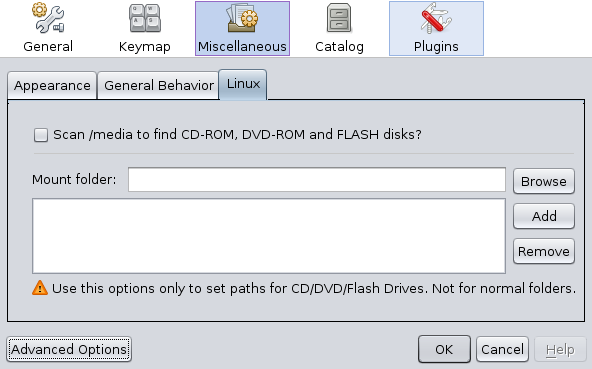 General Keymap Miscellaneous Catalog Plugins
Appearance General Behavior Linux
Scan /media to find CD-ROM, DVD-ROM and FLASH disks?
Mount folder: Browse
Add
Remove
Use this options only to set paths for CD/DVD/Flash Drives. Not for normal folders.
Advanced Options OK Cancel Help